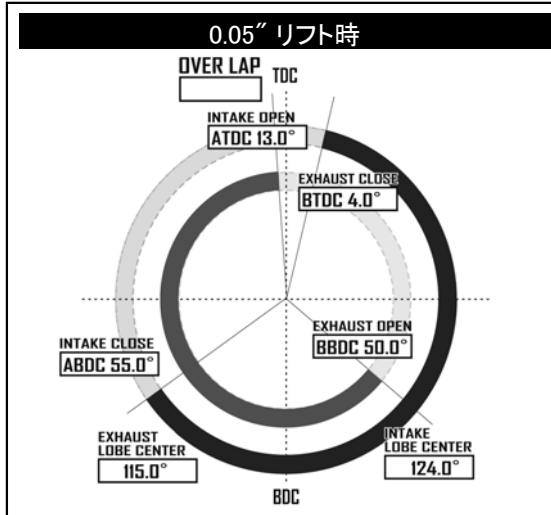 0.05″ リフト時
OVER LAP
TDC
INTAKE OPEN
ATDC 13.0°
EXHAUST CLOSE
BTDC 4.0°
EXHAUST OPEN
BBDC 50.0°
INTAKE CLOSE
ABDC 55.0°
EXHAUST
LOBE CENTER
115.0°
INTAKE
LOBE CENTER
124.0°
BDC